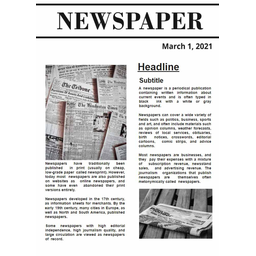 NEWSPAPER
March 1, 2021
Headline
Subtitle
A newspaper is a periodical publication
containing written information about
current events and is often typed in
black ink with a white or gray
background.
Newspapers can cover a wide variety of
fields such as politics, business, sports
and art, and often include materials such
as opinion columns, weather forecasts,
reviews of local services, obituaries,
birth notices, crosswords, editorial
cartoons, comic strips, and advice
columns.
Most newspapers are businesses, and
they pay their expenses with a mixture
of subscription revenue, newsstand
sales, and advertising revenue. The
journalism organizations that publish
newspapers are themselves often
metonymically called newspapers.
The Tribune
Newspapers have traditionally been
published in print (usually on cheap,
low-grade paper called newsprint). However,
today most newspapers are also published
on websites as online newspapers, and
some have even abandoned their print
versions entirely.
Newspapers developed in the 17th century,
as information sheets for merchants. By the
early 19th century, many cities in Europe, as
well as North and South America, published
newspapers.
Some newspapers with high editorial
independence, high journalism quality, and
large circulation are viewed as newspapers
of record.